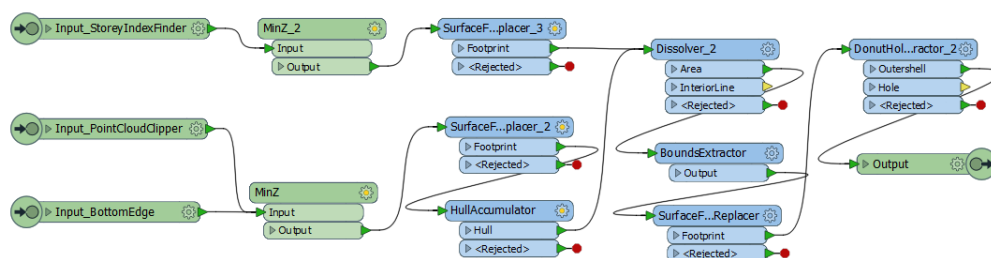 Input_StoreyIndexFinder
MinZ_2
Input
Output
SurfaceF...placer_3
Footprint
<Rejected>
Dissolver_2
Area
InteriorLine
<Rejected>
DonutHol...ractor_2
Outershell
Hole
<Rejected>
Input_PointCloudClipper
SurfaceF...placer_2
Footprint
<Rejected>
BoundsExtractor
Output
Output
Input_BottomEdge
MinZ
Input
Output
HullAccumulator
Hull
<Rejected>
SurfaceF...Replacer
Footprint
<Rejected>